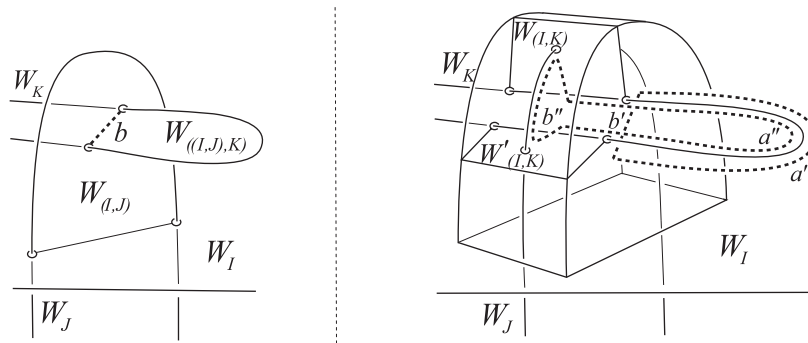 W_K
b
W_((I,J),K)
W_(I,J)
W_I
W_J
W_(I,K)
W_K
b''
b'
a''
a'
W'_(I,K)
W_I
W_J